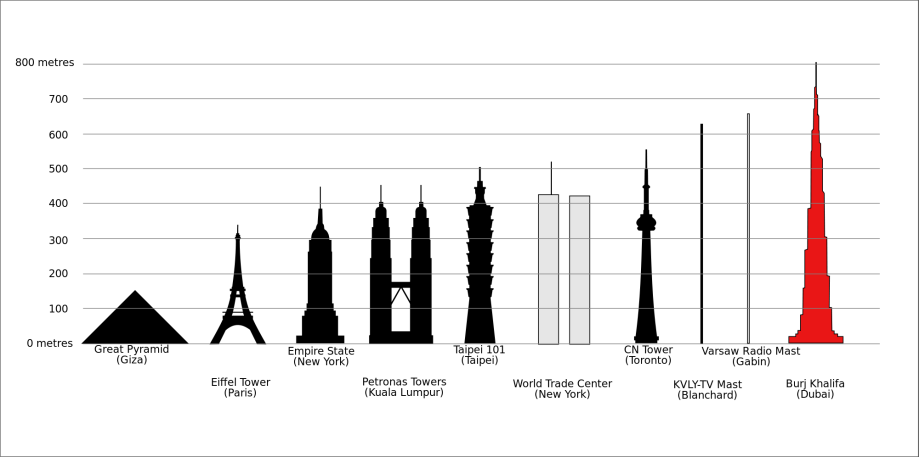 800 metres
700
600
500
400
300
200
100
0 metres
Great Pyramid
(Giza)
Eiffel Tower
(Paris)
Empire State
(New York)
Petronas Towers
(Kuala Lumpur)
Taipei 101
(Taipei)
World Trade Center
(New York)
CN Tower
(Toronto)
KVLY-TV Mast
(Blanchard)
Varsaw Radio Mast
(Gabin)
Burj Khalifa
(Dubai)